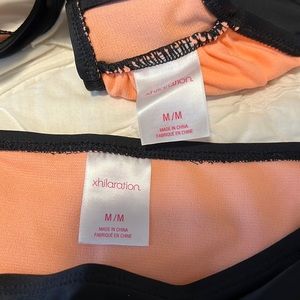 xhilaration.
M/M
MADE IN CHINA
FABRIQUÉ EN CHINE
xhilaration.
M/M
MADE IN CHINA
FABRIQUÉ EN CHINE